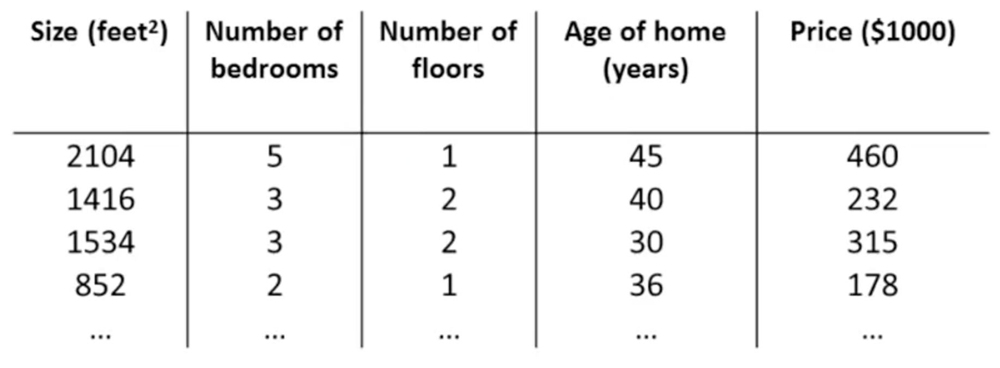 Size (feet²) Number of bedrooms Number of floors Age of home (years) Price ($1000)
2104 5 1 45 460
1416 3 2 40 232
1534 3 2 30 315
852 2 1 36 178
... ... ... ... ...